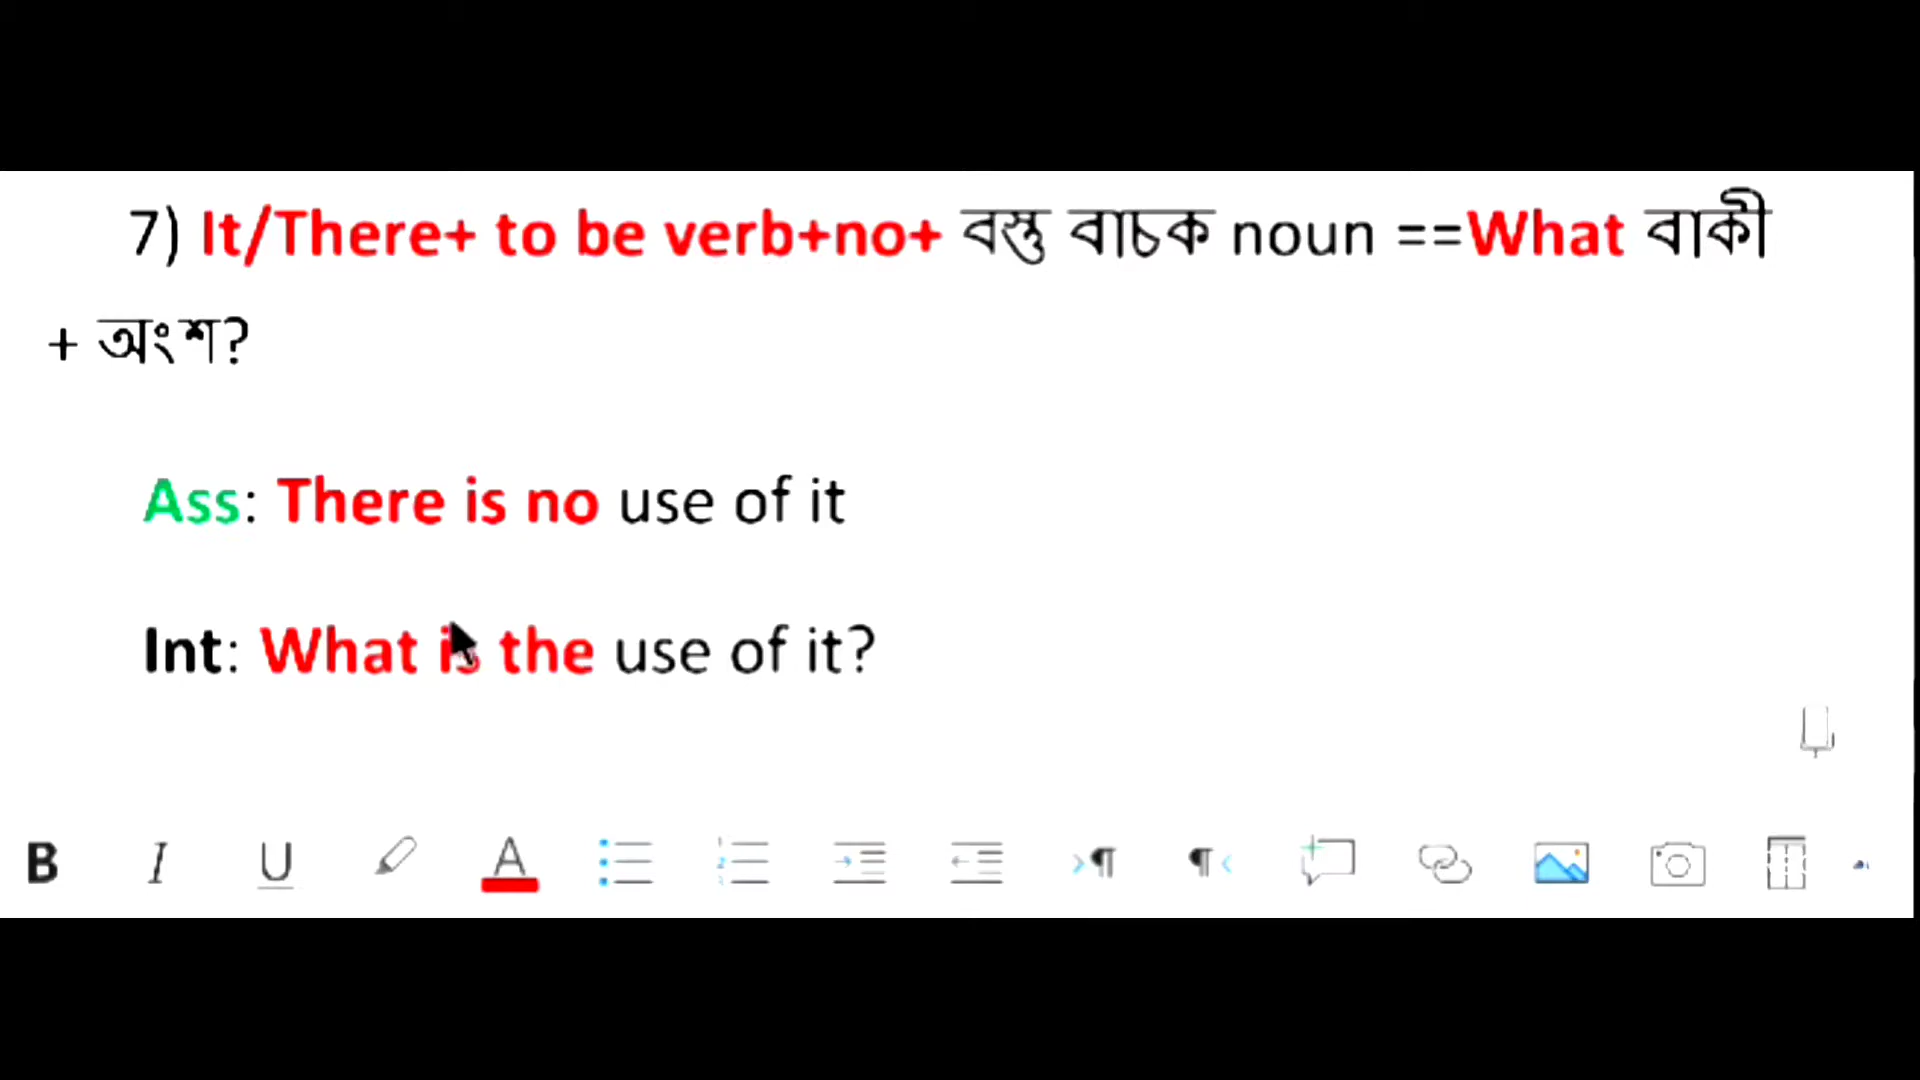 7) It/There+ to be verb+no+ বস্তু বাচক noun ==What বাকী
+ অংশ?
Ass: There is no use of it
Int: What is the use of it?
B I U A